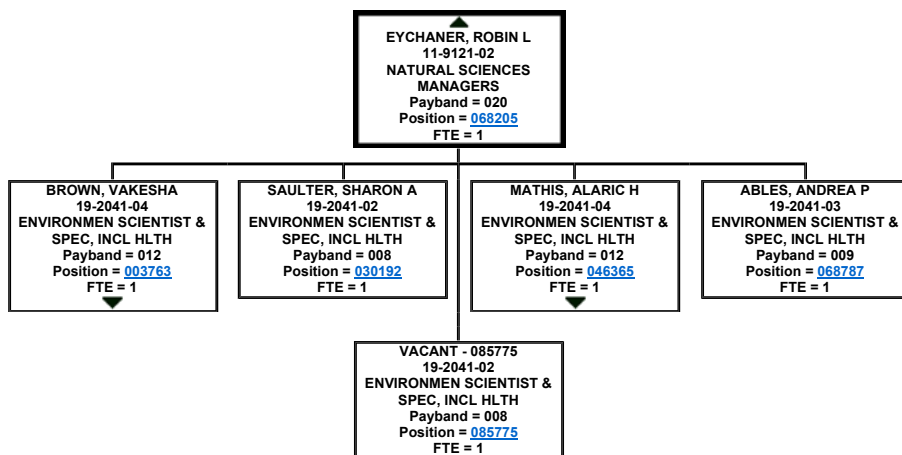 EYCHANER, ROBIN L
11-9121-02
NATURAL SCIENCES
MANAGERS
Payband = 020
Position = 068205
FTE = 1
BROWN, VAKESHA
19-2041-04
ENVIRONMEN SCIENTIST &
SPEC, INCL HLTH
Payband = 012
Position = 003763
FTE = 1
SAULTER, SHARON A
19-2041-02
ENVIRONMEN SCIENTIST &
SPEC, INCL HLTH
Payband = 008
Position = 030192
FTE = 1
MATHIS, ALARIC H
19-2041-04
ENVIRONMEN SCIENTIST &
SPEC, INCL HLTH
Payband = 012
Position = 046365
FTE = 1
ABLES, ANDREA P
19-2041-03
ENVIRONMEN SCIENTIST &
SPEC, INCL HLTH
Payband = 009
Position = 068787
FTE = 1
VACANT - 085775
19-2041-02
ENVIRONMEN SCIENTIST &
SPEC, INCL HLTH
Payband = 008
Position = 085775
FTE = 1